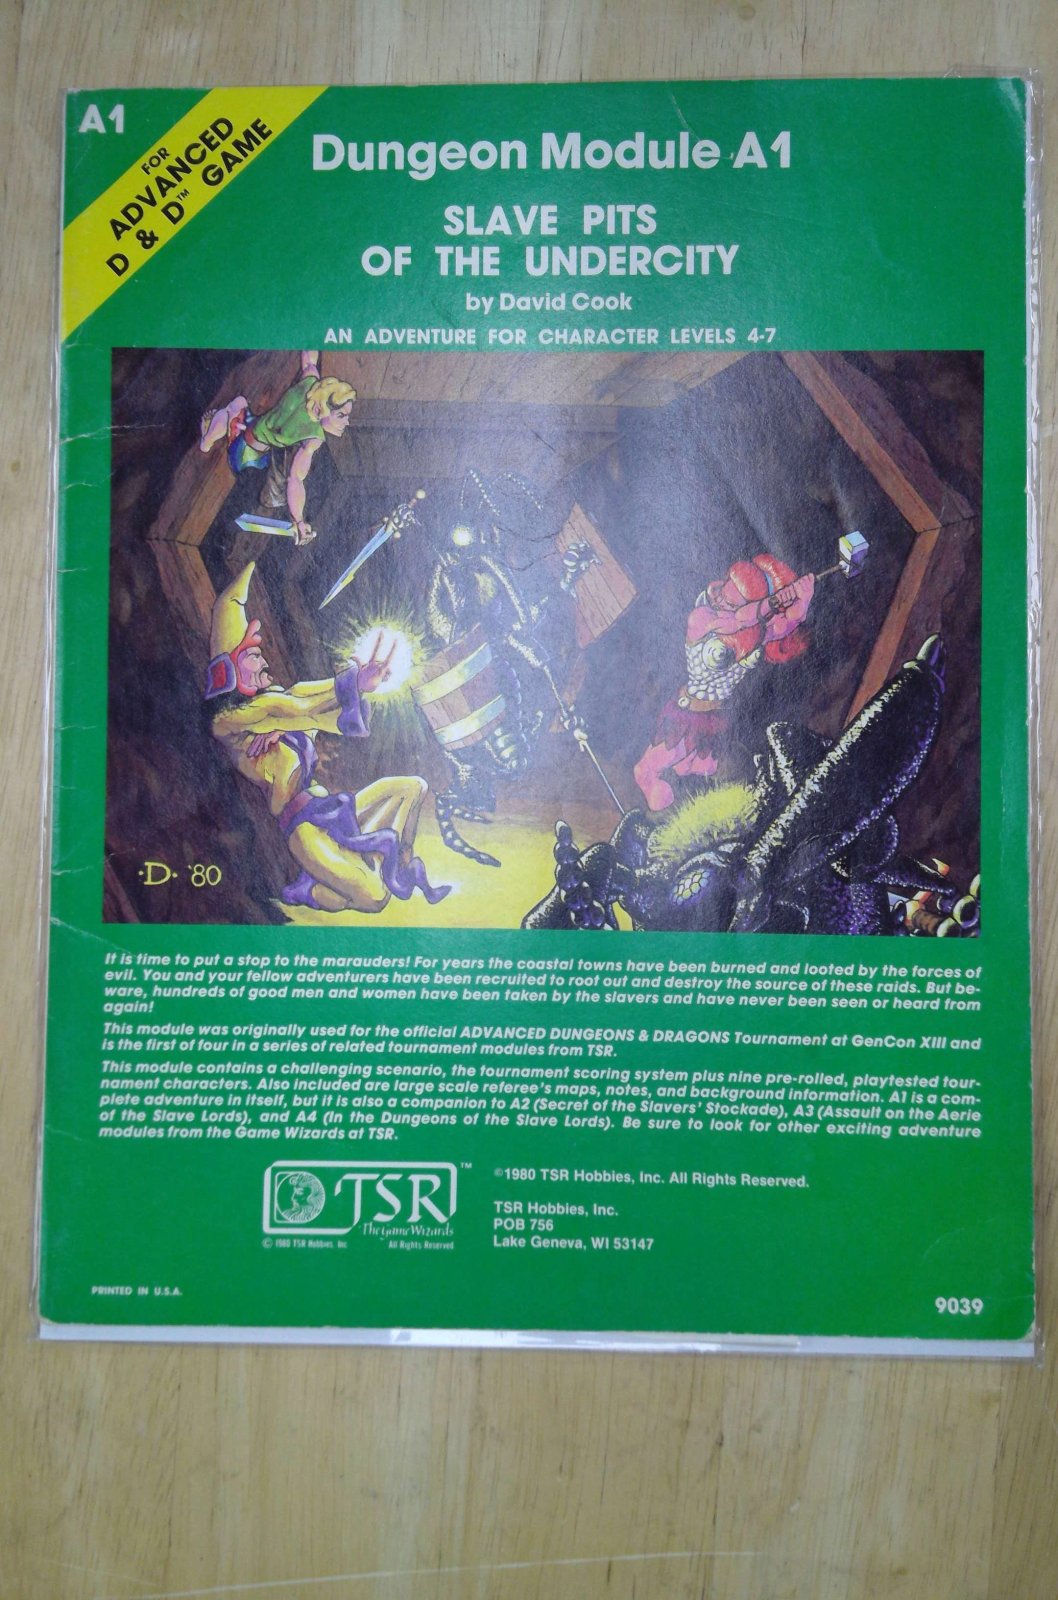 A1
FOR
ADVANCED
D & D™ GAME
Dungeon Module A1
SLAVE PITS
OF THE UNDERCITY
by David Cook
AN ADVENTURE FOR CHARACTER LEVELS 4-7
·D· '80
It is time to put a stop to the marauders! For years the coastal towns have been burned and looted by the forces of
evil. You and your fellow adventurers have been recruited to root out and destroy the source of these raids. But be-
ware, hundreds of good men and women have been taken by the slavers and have never been seen or heard from
again!
This module was originally used for the official ADVANCED DUNGEONS & DRAGONS Tournament at GenCon XIII and
is the first of four in a series of related tournament modules from TSR.
This module contains a challenging scenario, the tournament scoring system plus nine pre-rolled, playtested tour-
nament characters. Also included are large scale referee's maps, notes, and background information. A1 is a com-
plete adventure in itself, but it is also a companion to A2 (Secret of the Slavers' Stockade), A3 (Assault on the Aerie
of the Slave Lords), and A4 (In the Dungeons of the Slave Lords). Be sure to look for other exciting adventure
modules from the Game Wizards at TSR.
TSR™
The Game Wizards
© 1980 TSR Hobbies, Inc. All Rights Reserved
©1980 TSR Hobbies, Inc. All Rights Reserved.
TSR Hobbies, Inc.
POB 756
Lake Geneva, WI 53147
PRINTED IN U.S.A.
9039